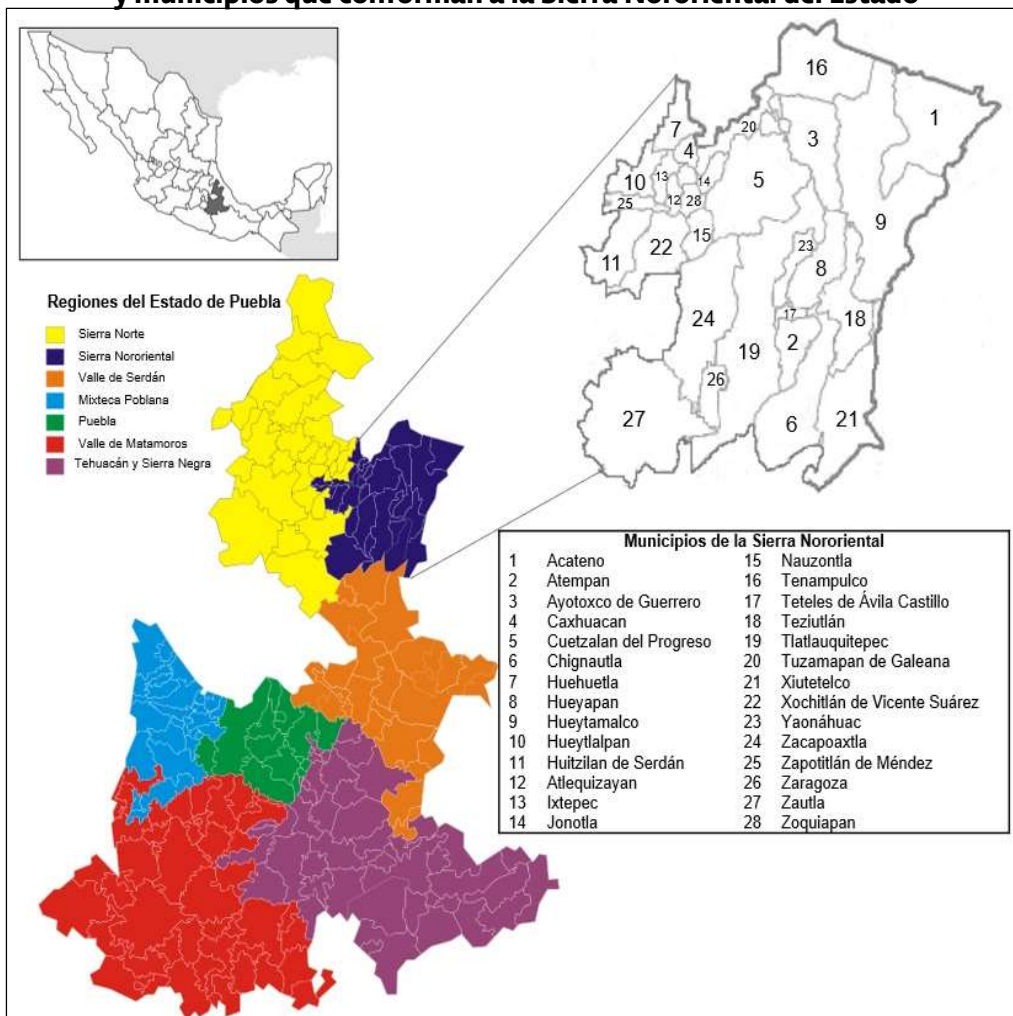 y municipios que conforman a la Sierra Nororiental del Estado
16
1
20
7
3
4
13
14
5
10
25
12
28
9
15
22
23
11
8
24
17
18
19
2
26
27
6
21
Regiones del Estado de Puebla
Sierra Norte
Sierra Nororiental
Valle de Serdán
Mixteca Poblana
Puebla
Valle de Matamoros
Tehuacán y Sierra Negra
Municipios de la Sierra Nororiental
1 Acateno 15 Nauzontla
2 Atempan 16 Tenampulco
3 Ayotoxco de Guerrero 17 Teteles de Ávila Castillo
4 Caxhuacan 18 Teziutlán
5 Cuetzalan del Progreso 19 Tlatlauquitepec
6 Chignautla 20 Tuzamapan de Galeana
7 Huehuetla 21 Xiutetelco
8 Hueyapan 22 Xochitlán de Vicente Suárez
9 Hueytamalco 23 Yaonáhuac
10 Hueytlalpan 24 Zacapoaxtla
11 Huitzilan de Serdán 25 Zapotitlán de Méndez
12 Atlequizayan 26 Zaragoza
13 Ixtepec 27 Zautla
14 Jonotla 28 Zoquiapan